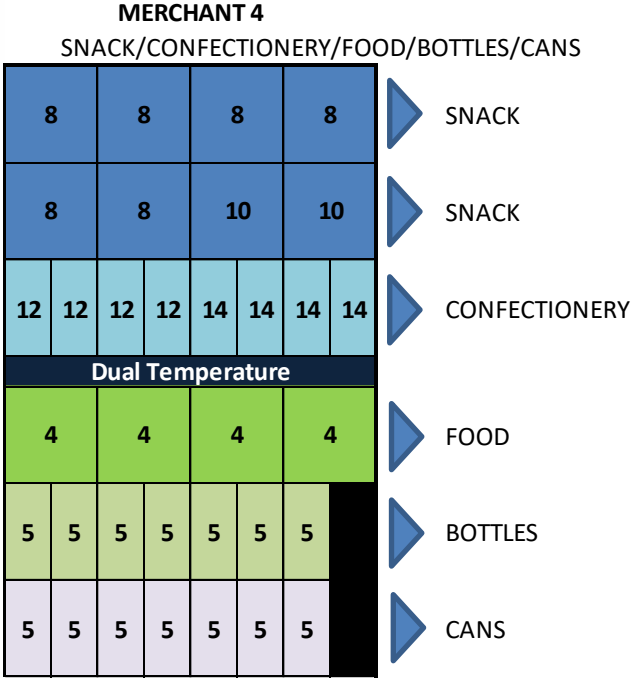 MERCHANT 4
SNACK/CONFECTIONERY/FOOD/BOTTLES/CANS
8 8 8 8 SNACK
8 8 10 10 SNACK
12 12 12 12 14 14 14 14 CONFECTIONERY
Dual Temperature
4 4 4 4 FOOD
5 5 5 5 5 5 5 BOTTLES
5 5 5 5 5 5 5 CANS